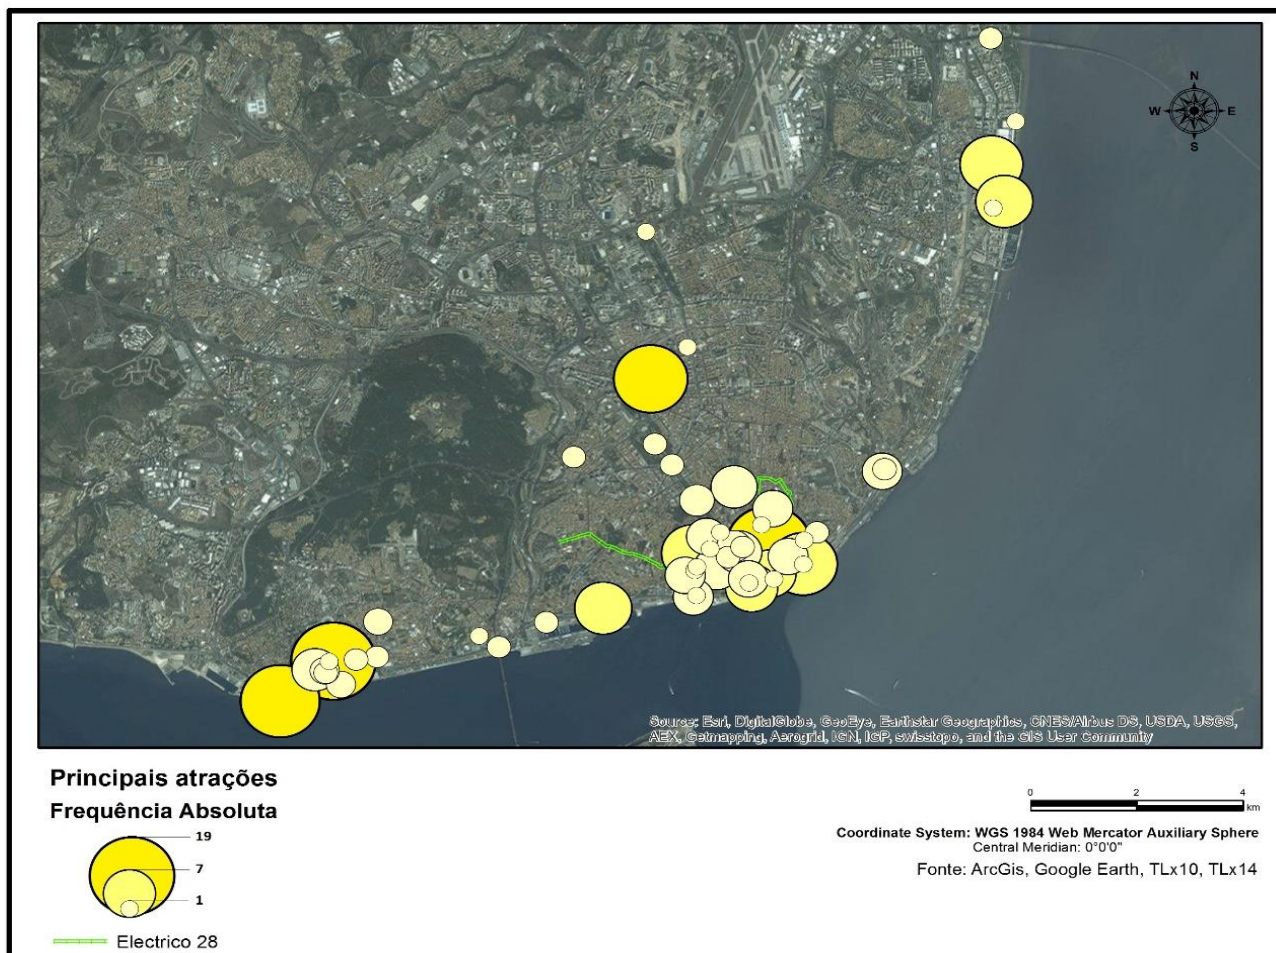 N
W E
S
Source: Esri, DigitalGlobe, GeoEye, Earthstar Geographics, CNES/Airbus DS, USDA, USGS,
AEX, Getmapping, Aerogrid, IGN, IGP, swisstopo, and the GIS User Community
Principais atrações
Frequência Absoluta
19
7
1
Electrico 28
0 2 4
km
Coordinate System: WGS 1984 Web Mercator Auxiliary Sphere
Central Meridian: 0°0'0"
Fonte: ArcGis, Google Earth, TLx10, TLx14